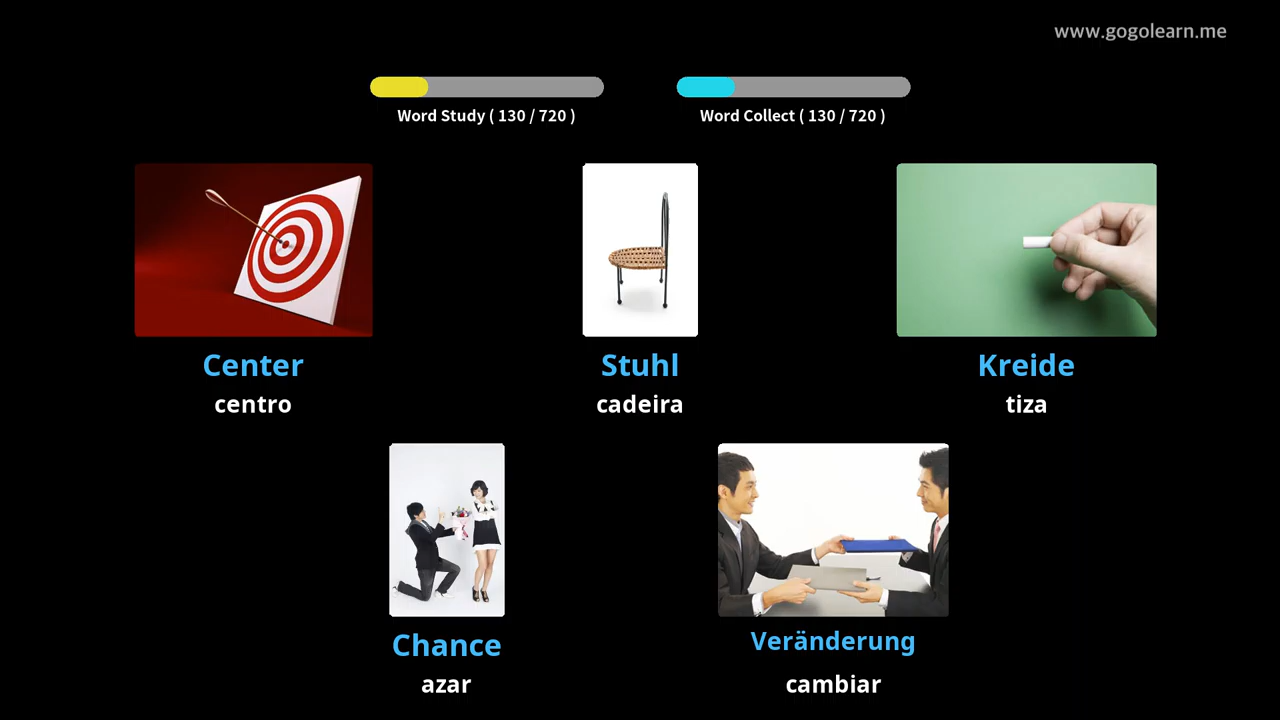 www.gogolearn.me
Word Study ( 130 / 720 )
Word Collect ( 130 / 720 )
Center
centro
Stuhl
cadeira
Kreide
tiza
Chance
azar
Veränderung
cambiar